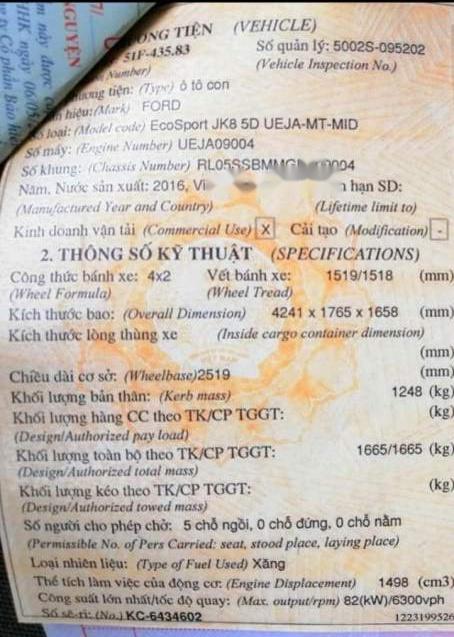 ƯƠNG TIỆN (VEHICLE)
51F-435.83 Số quản lý: 5002S-095202
Number) (Vehicle Inspection No.)
ương tiện: (Type) ô tô con
hiệu: (Mark) FORD
Số loại: (Model code) EcoSport JK8 5D UEJA-MT-MID
Số máy: (Engine Number) UEJA09004
Số khung: (Chassis Number) RL05SSBMM 9004
Năm, Nước sản xuất: 2016, Vi n hạn SD:
(Manufactured Year and Country) (Lifetime limit to)
Kinh doanh vận tải (Commercial Use) X Cải tạo (Modification) -
2. THÔNG SỐ KỸ THUẬT (SPECIFICATIONS)
Công thức bánh xe: 4x2 Vết bánh xe: 1519/1518 (mm)
(Wheel Formula) (Wheel Tread)
Kích thước bao: (Overall Dimension) 4241 x 1765 x 1658 (mm)
Kích thước lòng thùng xe (Inside cargo container dimension)
(mm)
Chiều dài cơ sở: (Wheelbase) 2519 (mm)
Khối lượng bản thân: (Kerb mass) 1248 (kg)
Khối lượng hàng CC theo TK/CP TGGT: (kg)
(Design/Authorized pay load)
Khối lượng toàn bộ theo TK/CP TGGT: 1665/1665 (kg)
(Design/Authorized total mass)
Khối lượng kéo theo TK/CP TGGT: (kg)
(Design/Authorized towed mass)
Số người cho phép chở: 5 chỗ ngồi, 0 chỗ đứng, 0 chỗ nằm
(Permissible No. of Pers Carried: seat, stood place, laying place)
Loại nhiên liệu: (Type of Fuel Used) Xăng
Thể tích làm việc của động cơ: (Engine Displacement) 1498 (cm3)
Công suất lớn nhất/tốc độ quay: (Max. output/rpm) 82(kW)/6300vph
Số sê-ri: (No.) KC-6434602 1223199526